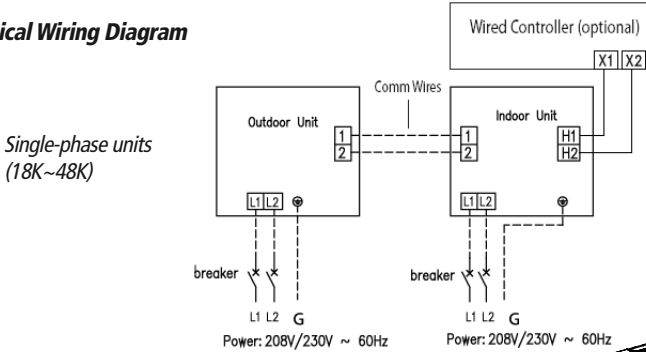 ical Wiring Diagram
Wired Controller (optional)
X1 X2
Comm Wires
Outdoor Unit
Indoor Unit
1
2
1
2
H1
H2
Single-phase units
(18K~48K)
L1 L2
L1 L2
breaker
breaker
L1 L2 G
L1 L2 G
Power: 208V/230V ~ 60Hz
Power: 208V/230V ~ 60Hz